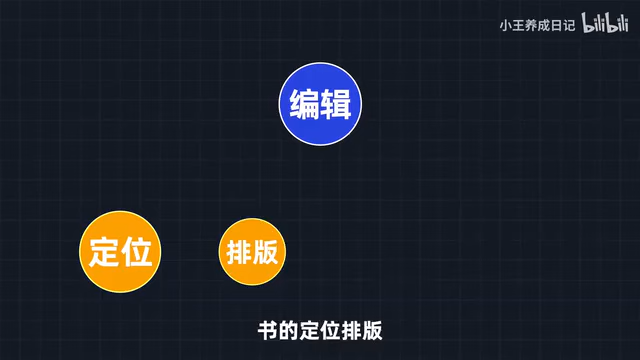 小王养成日记 bilibili
编辑
定位
排版
书的定位排版